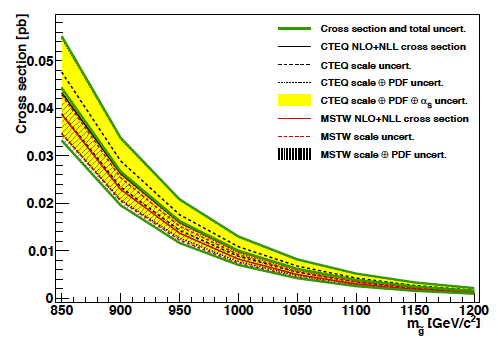 Cross section [pb]
0.05
0.04
0.03
0.02
0.01
0
850 900 950 1000 1050 1100 1150 1200
m_g̃ [GeV/c²]
Cross section and total uncert.
CTEQ NLO+NLL cross section
CTEQ scale uncert.
CTEQ scale ⊕ PDF uncert.
CTEQ scale ⊕ PDF ⊕ α_s uncert.
MSTW NLO+NLL cross section
MSTW scale uncert.
MSTW scale ⊕ PDF uncert.